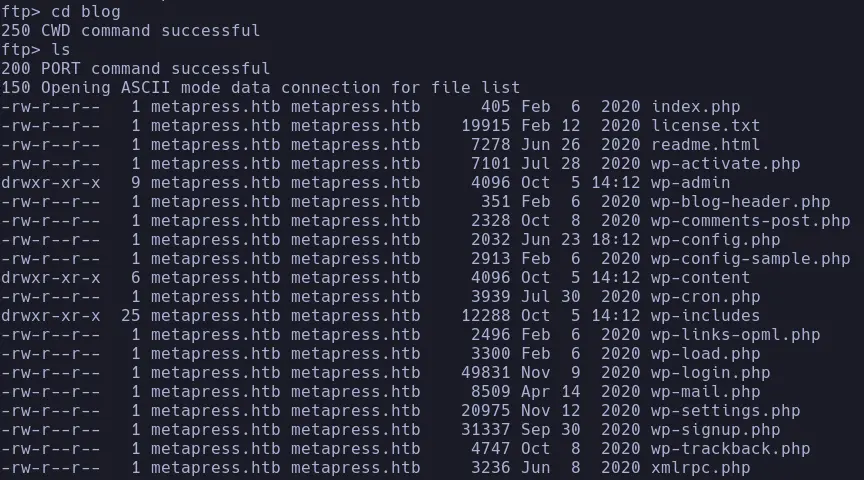 ftp> cd blog
250 CWD command successful
ftp> ls
200 PORT command successful
150 Opening ASCII mode data connection for file list
-rw-r--r--   1 metapress.htb metapress.htb      405 Feb  6  2020 index.php
-rw-r--r--   1 metapress.htb metapress.htb    19915 Feb 12  2020 license.txt
-rw-r--r--   1 metapress.htb metapress.htb     7278 Jun 26  2020 readme.html
-rw-r--r--   1 metapress.htb metapress.htb     7101 Jul 28  2020 wp-activate.php
drwxr-xr-x   9 metapress.htb metapress.htb     4096 Oct  5 14:12 wp-admin
-rw-r--r--   1 metapress.htb metapress.htb      351 Feb  6  2020 wp-blog-header.php
-rw-r--r--   1 metapress.htb metapress.htb     2328 Oct  8  2020 wp-comments-post.php
-rw-r--r--   1 metapress.htb metapress.htb     2032 Jun 23 18:12 wp-config.php
-rw-r--r--   1 metapress.htb metapress.htb     2913 Feb  6  2020 wp-config-sample.php
drwxr-xr-x   6 metapress.htb metapress.htb     4096 Oct  5 14:12 wp-content
-rw-r--r--   1 metapress.htb metapress.htb     3939 Jul 30  2020 wp-cron.php
drwxr-xr-x  25 metapress.htb metapress.htb    12288 Oct  5 14:12 wp-includes
-rw-r--r--   1 metapress.htb metapress.htb     2496 Feb  6  2020 wp-links-opml.php
-rw-r--r--   1 metapress.htb metapress.htb     3300 Feb  6  2020 wp-load.php
-rw-r--r--   1 metapress.htb metapress.htb    49831 Nov  9  2020 wp-login.php
-rw-r--r--   1 metapress.htb metapress.htb     8509 Apr 14  2020 wp-mail.php
-rw-r--r--   1 metapress.htb metapress.htb    20975 Nov 12  2020 wp-settings.php
-rw-r--r--   1 metapress.htb metapress.htb    31337 Sep 30  2020 wp-signup.php
-rw-r--r--   1 metapress.htb metapress.htb     4747 Oct  8  2020 wp-trackback.php
-rw-r--r--   1 metapress.htb metapress.htb     3236 Jun  8  2020 xmlrpc.php